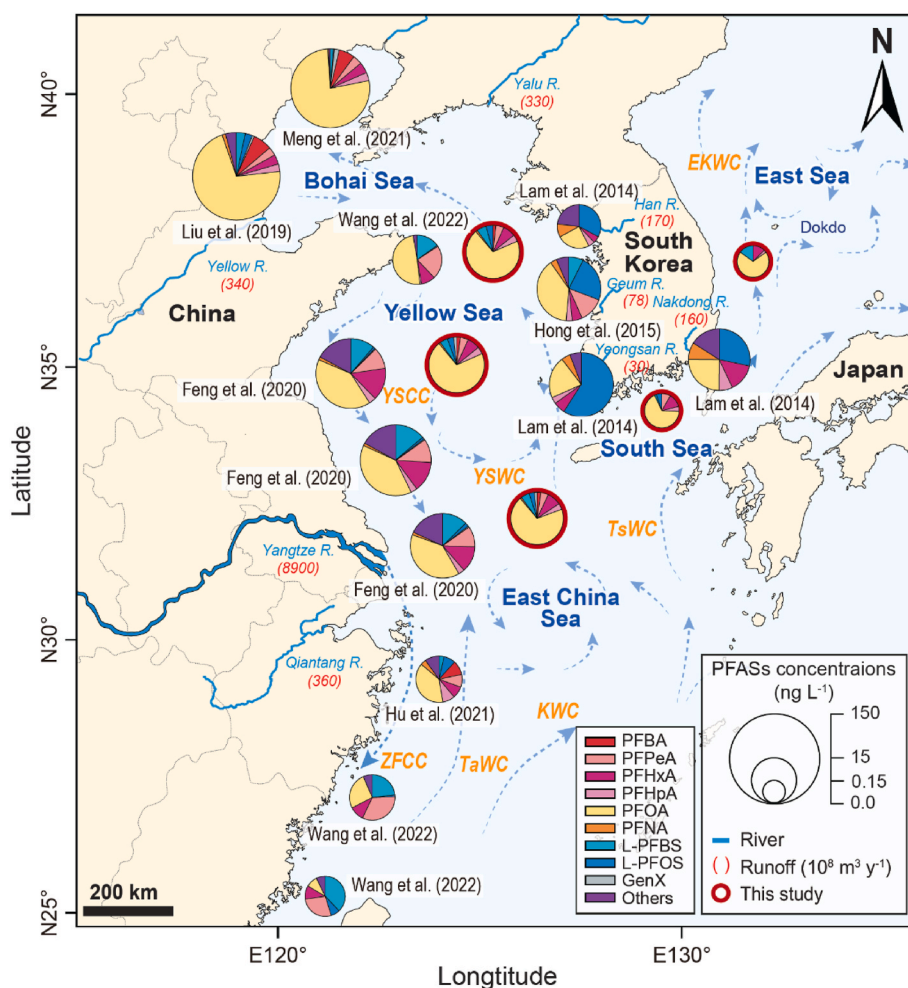 N
N40°
Yalu R.
(330)
Meng et al. (2021)
EKWC
East Sea
Bohai Sea
Lam et al. (2014)
Han R.
(170)
Liu et al. (2019)
Wang et al. (2022)
Dokdo
South
Korea
Yellow R.
(340)
China
Geum R.
(78)
Nakdong R.
(160)
Yellow Sea
Hong et al. (2015)
Yeongsan R.
(30)
N35°
Japan
Feng et al. (2020)
YSCC
Lam et al. (2014)
Lam et al. (2014)
South Sea
Feng et al. (2020)
YSWC
TsWC
Yangtze R.
(8900)
Feng et al. (2020)
East China
Sea
N30°
Qiantang R.
(360)
Hu et al. (2021)
KWC
ZFCC
TaWC
Wang et al. (2022)
Wang et al. (2022)
200 km
N25°
PFBA
PFPeA
PFHxA
PFHpA
PFOA
PFNA
L-PFBS
L-PFOS
GenX
Others
PFASs concentraions
(ng L⁻¹)
150
15
0.15
0.0
River
( ) Runoff (10⁸ m³ y⁻¹)
This study
E120°
E130°
Longtitude
Latitude